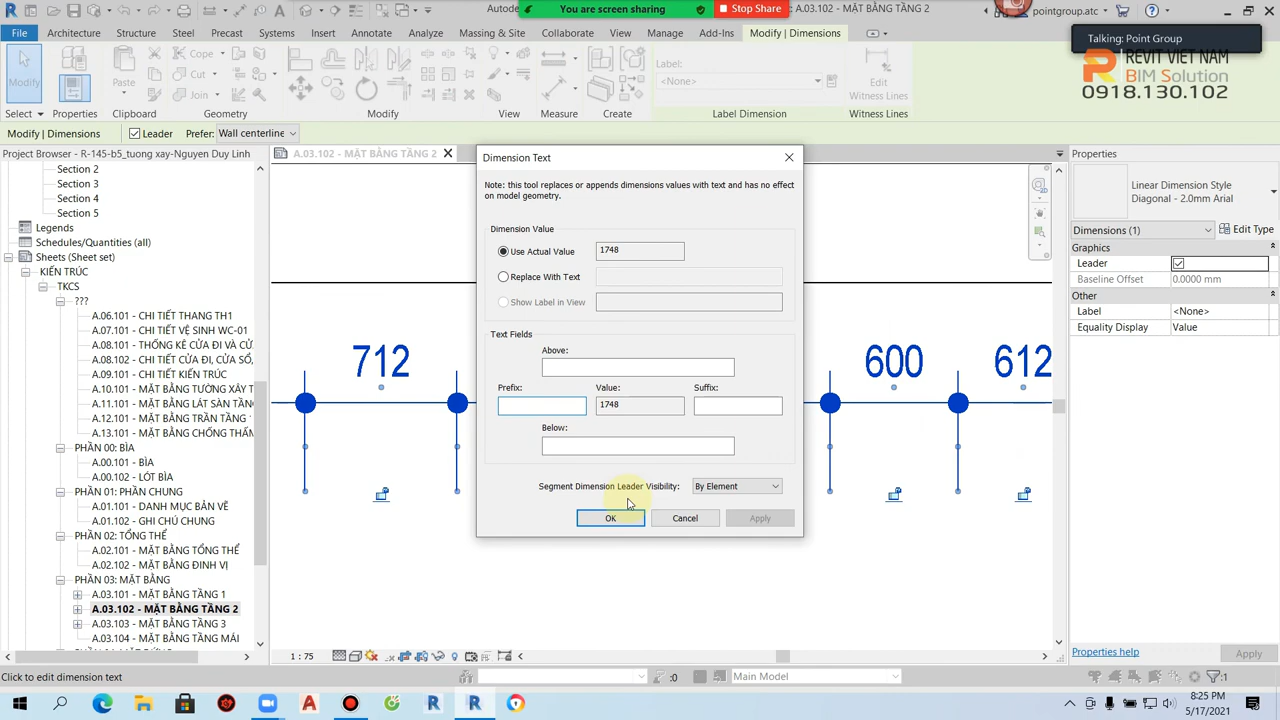 Autode
You are screen sharing
Stop Share
A.03.102 - MẶT BẰNG TẦNG 2
pointgroup.atc
File
Architecture
Structure
Steel
Precast
Systems
Insert
Annotate
Analyze
Massing & Site
Collaborate
View
Manage
Add-Ins
Modify | Dimensions
Talking: Point Group
REVIT VIET NAM
BIM Solution
0918.130.102
Modify
Paste
Cope
Cut
Join
Label:
<None>
Edit
Witness Lines
Select
Properties
Clipboard
Geometry
Modify
View
Measure
Create
Label Dimension
Witness Lines
Modify | Dimensions
Leader
Prefer:
Wall centerline
Project Browser - R-145-b5_tuong xay-Nguyen Duy Linh
Section 2
Section 3
Section 4
Section 5
Legends
Schedules/Quantities (all)
Sheets (Sheet set)
KIẾN TRÚC
TKCS
???
A.06.101 - CHI TIẾT THANG TH1
A.07.101 - CHI TIẾT VỆ SINH WC-01
A.08.101 - THỐNG KÊ CỬA ĐI VÀ CỬ
A.08.102 - CHI TIẾT CỬA ĐI, CỬA SỔ,
A.09.101 - CHI TIẾT KIẾN TRÚC
A.10.101 - MẶT BẰNG TƯỜNG XÂY T
A.11.101 - MẶT BẰNG LÁT SÀN TẦN
A.12.101 - MẶT BẰNG TRẦN TẦNG
A.13.101 - MẶT BẰNG CHỐNG THẤM
PHẦN 00: BÌA
A.00.101 - BÌA
A.00.102 - LÓT BÌA
PHẦN 01: PHẦN CHUNG
A.01.101 - DANH MỤC BẢN VẼ
A.01.102 - GHI CHÚ CHUNG
PHẦN 02: TỔNG THỂ
A.02.101 - MẶT BẰNG TỔNG THỂ
A.02.102 - MẶT BẰNG ĐỊNH VỊ
PHẦN 03: MẶT BẰNG
A.03.101 - MẶT BẰNG TẦNG 1
A.03.102 - MẶT BẰNG TẦNG 2
A.03.103 - MẶT BẰNG TẦNG 3
A.03.104 - MẶT BẰNG TẦNG MÁI
A.03.102 - MẶT BẰNG TẦNG 2
712
600
612
Dimension Text
Note: this tool replaces or appends dimensions values with text and has no effect
on model geometry.
Dimension Value
Use Actual Value
1748
Replace With Text
Show Label in View
Text Fields
Above:
Prefix:
Value:
Suffix:
1748
Below:
Segment Dimension Leader Visibility:
By Element
OK
Cancel
Apply
Properties
Linear Dimension Style
Diagonal - 2.0mm Arial
Dimensions (1)
Edit Type
Graphics
Leader
Baseline Offset
0.0000 mm
Other
Label
<None>
Equality Display
Value
Properties help
Apply
1 : 75
Click to edit dimension text
:0
Main Model
:1
8:25 PM
5/17/2021